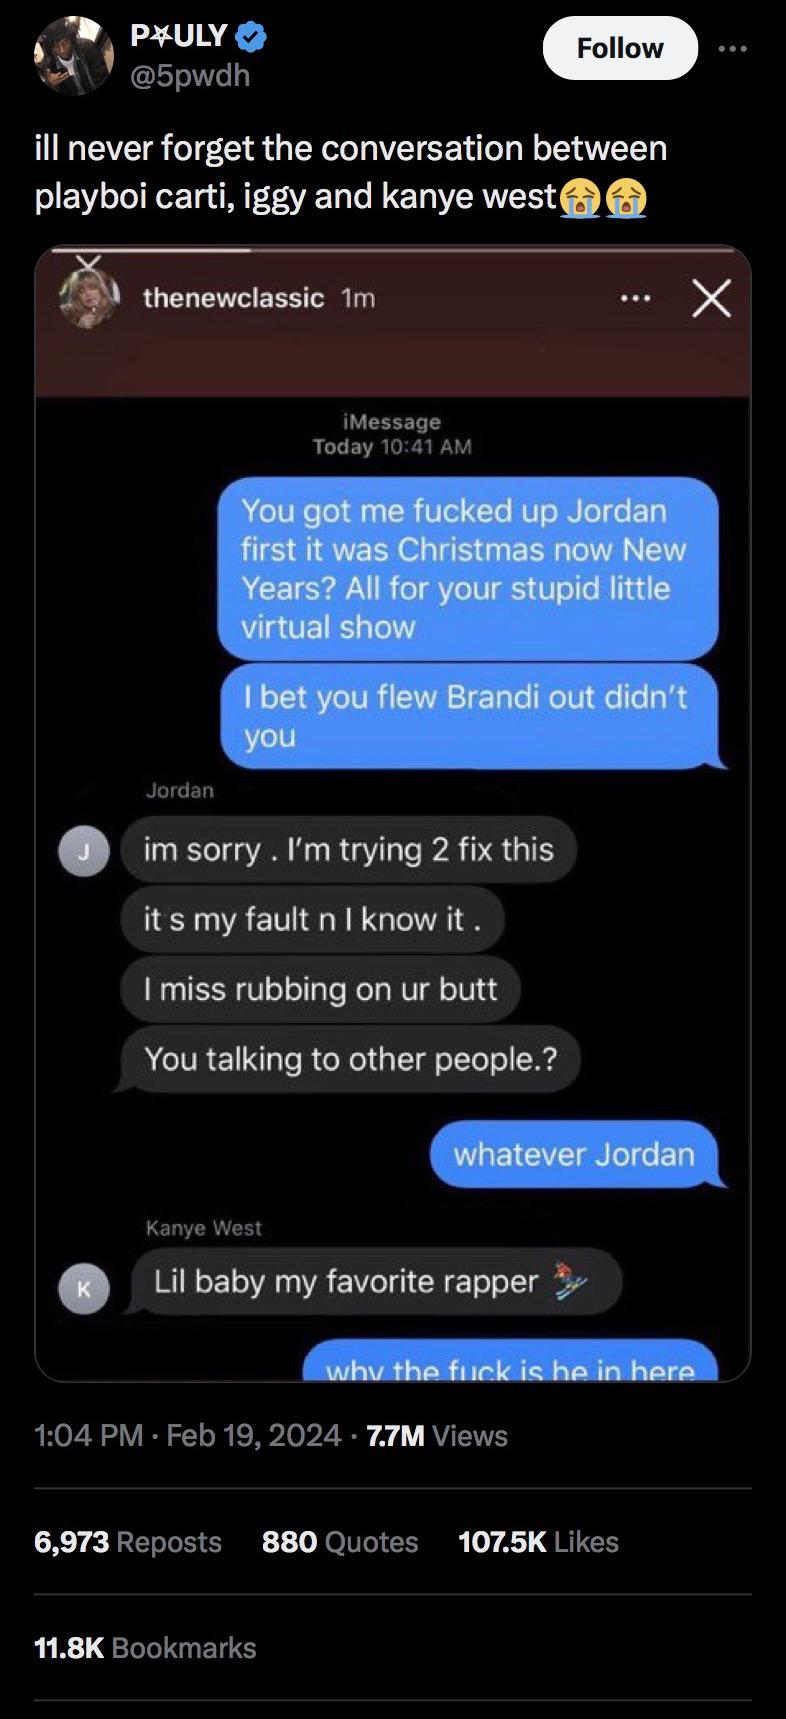 P⛧ULY
@5pwdh
Follow
ill never forget the conversation between
playboi carti, iggy and kanye west😭😭
thenewclassic 1m
iMessage
Today 10:41 AM
You got me fucked up Jordan
first it was Christmas now New
Years? All for your stupid little
virtual show
I bet you flew Brandi out didn't
you
Jordan
J
im sorry . I'm trying 2 fix this
it s my fault n I know it .
I miss rubbing on ur butt
You talking to other people.?
whatever Jordan
Kanye West
K
Lil baby my favorite rapper ⛷️
why the fuck is he in here
1:04 PM · Feb 19, 2024 · 7.7M Views
6,973 Reposts 880 Quotes 107.5K Likes
11.8K Bookmarks